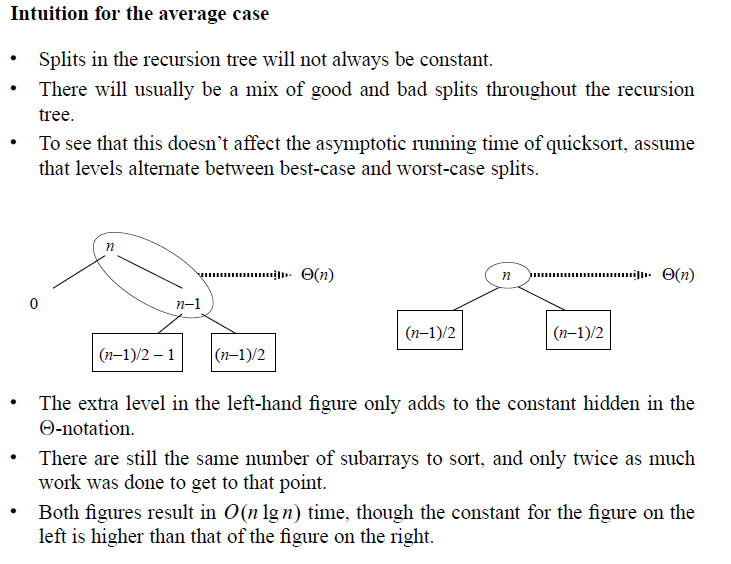 Intuition for the average case
• Splits in the recursion tree will not always be constant.
• There will usually be a mix of good and bad splits throughout the recursion
tree.
• To see that this doesn’t affect the asymptotic running time of quicksort, assume
that levels alternate between best-case and worst-case splits.
n
Θ(n)
n
Θ(n)
0
n–1
(n–1)/2
(n–1)/2
(n–1)/2 – 1
(n–1)/2
• The extra level in the left-hand figure only adds to the constant hidden in the
Θ-notation.
• There are still the same number of subarrays to sort, and only twice as much
work was done to get to that point.
• Both figures result in O(n lg n) time, though the constant for the figure on the
left is higher than that of the figure on the right.